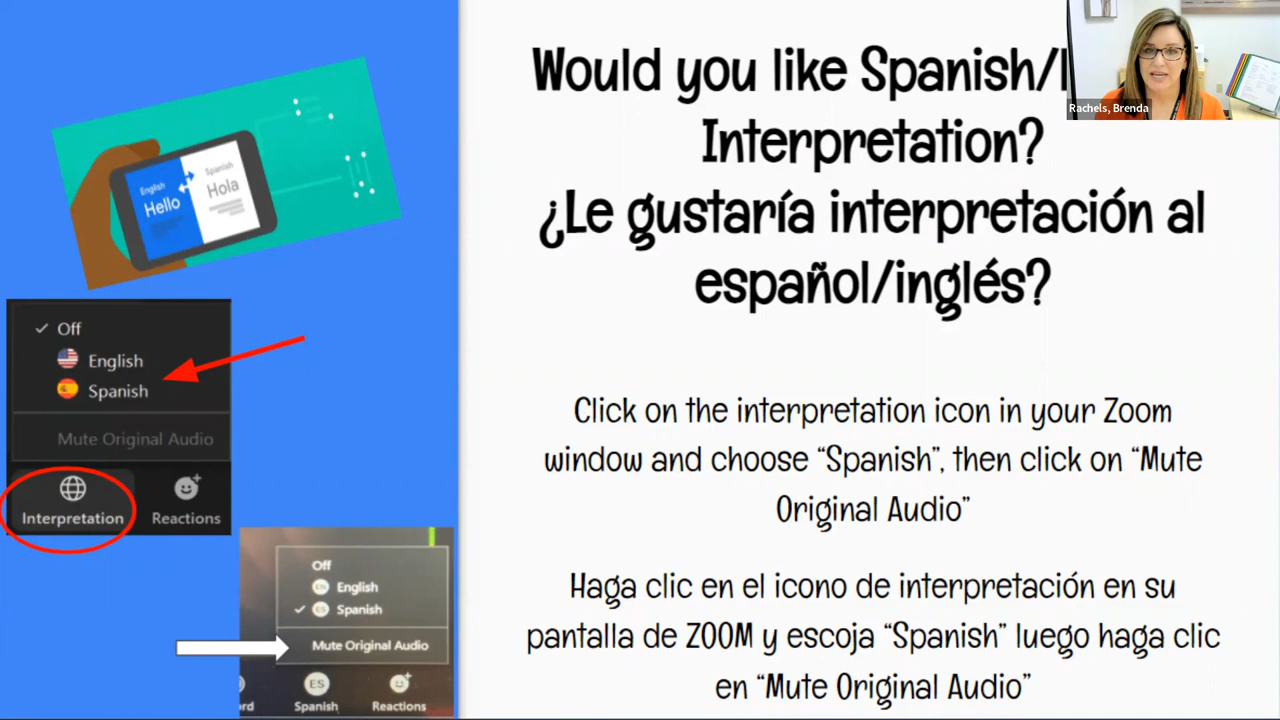 Would you like Spanish/
Interpretation?
¿Le gustaría interpretación al
español/inglés?
Click on the interpretation icon in your Zoom
window and choose “Spanish”, then click on “Mute
Original Audio”
Haga clic en el icono de interpretación en su
pantalla de ZOOM y escoja “Spanish” luego haga clic
en “Mute Original Audio”
Rachels, Brenda
English
Hello
Spanish
Hola
Off
English
Spanish
Mute Original Audio
Interpretation
Reactions
Off
EN English
ES Spanish
Mute Original Audio
ES
rd
Spanish
Reactions